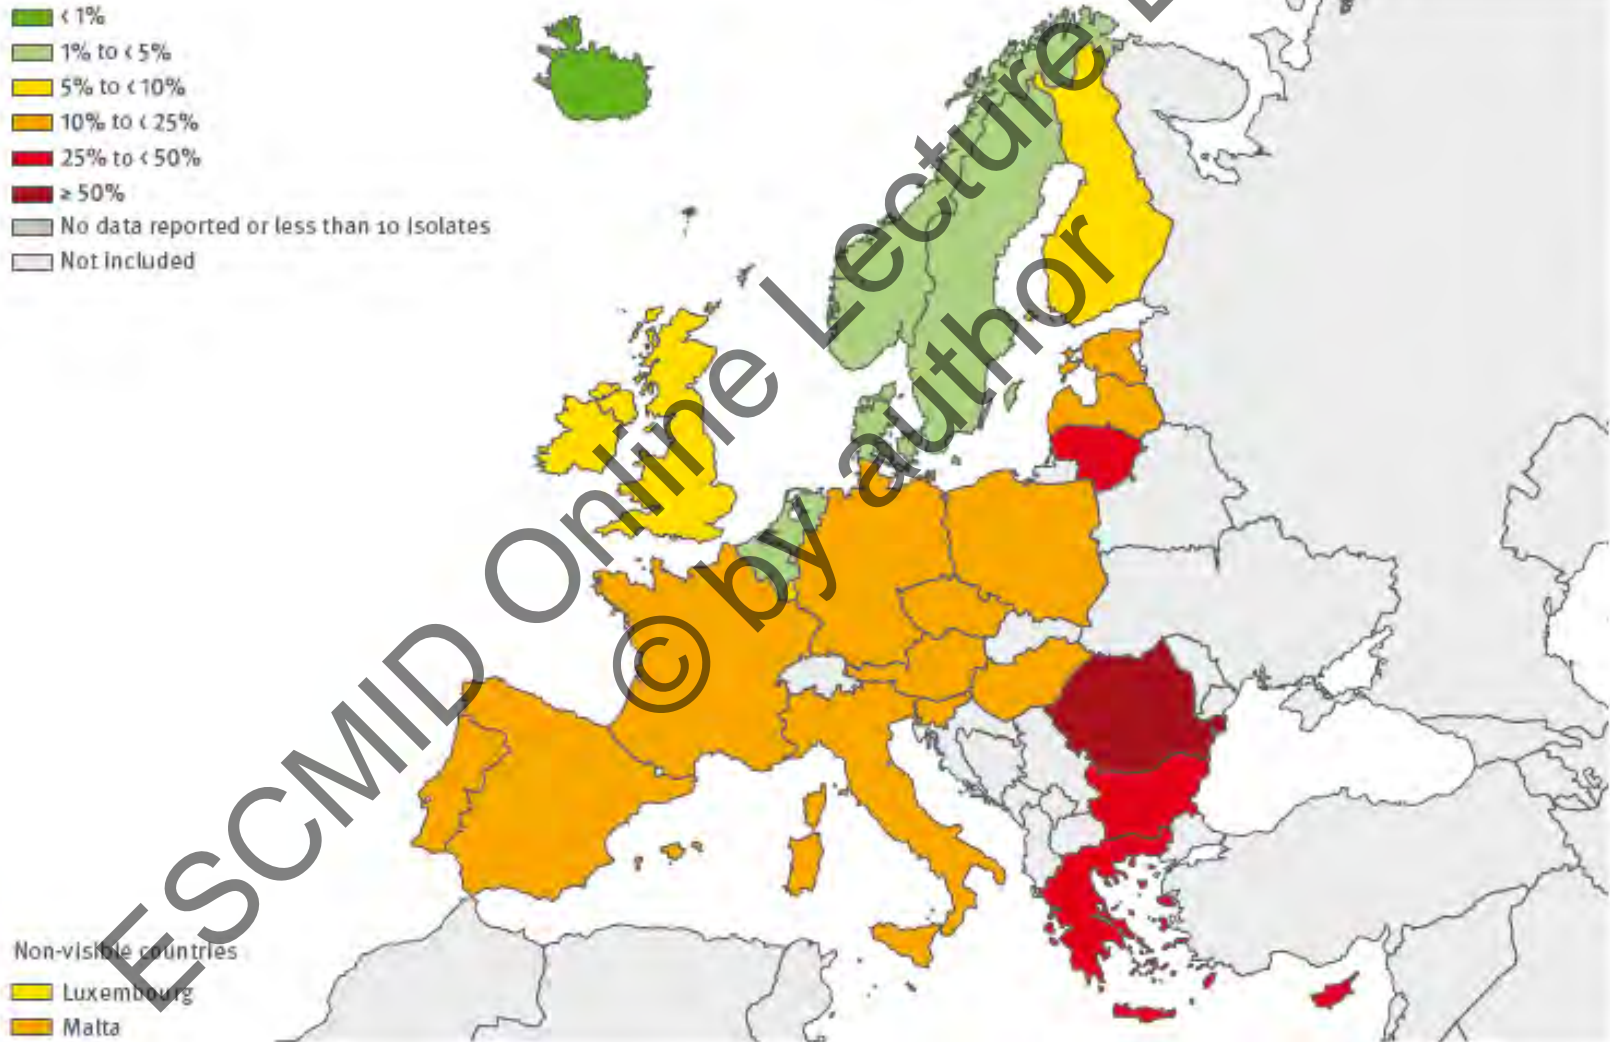 < 1%
1% to < 5%
5% to < 10%
10% to < 25%
25% to < 50%
≥ 50%
No data reported or less than 10 isolates
Not included
Non-visible countries
Luxembourg
Malta
ESCMID Online Lecture
© by author